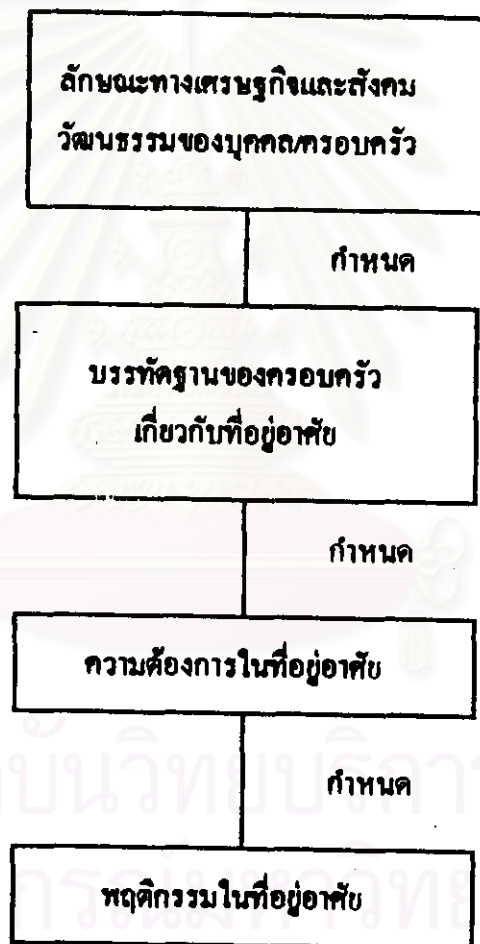 ลักษณะทางเศรษฐกิจและสังคม
วัฒนธรรมของบุคคล/ครอบครัว
กำหนด
บรรทัดฐานของครอบครัว
เกี่ยวกับที่อยู่อาศัย
กำหนด
ความต้องการในที่อยู่อาศัย
กำหนด
พฤติกรรมในที่อยู่อาศัย